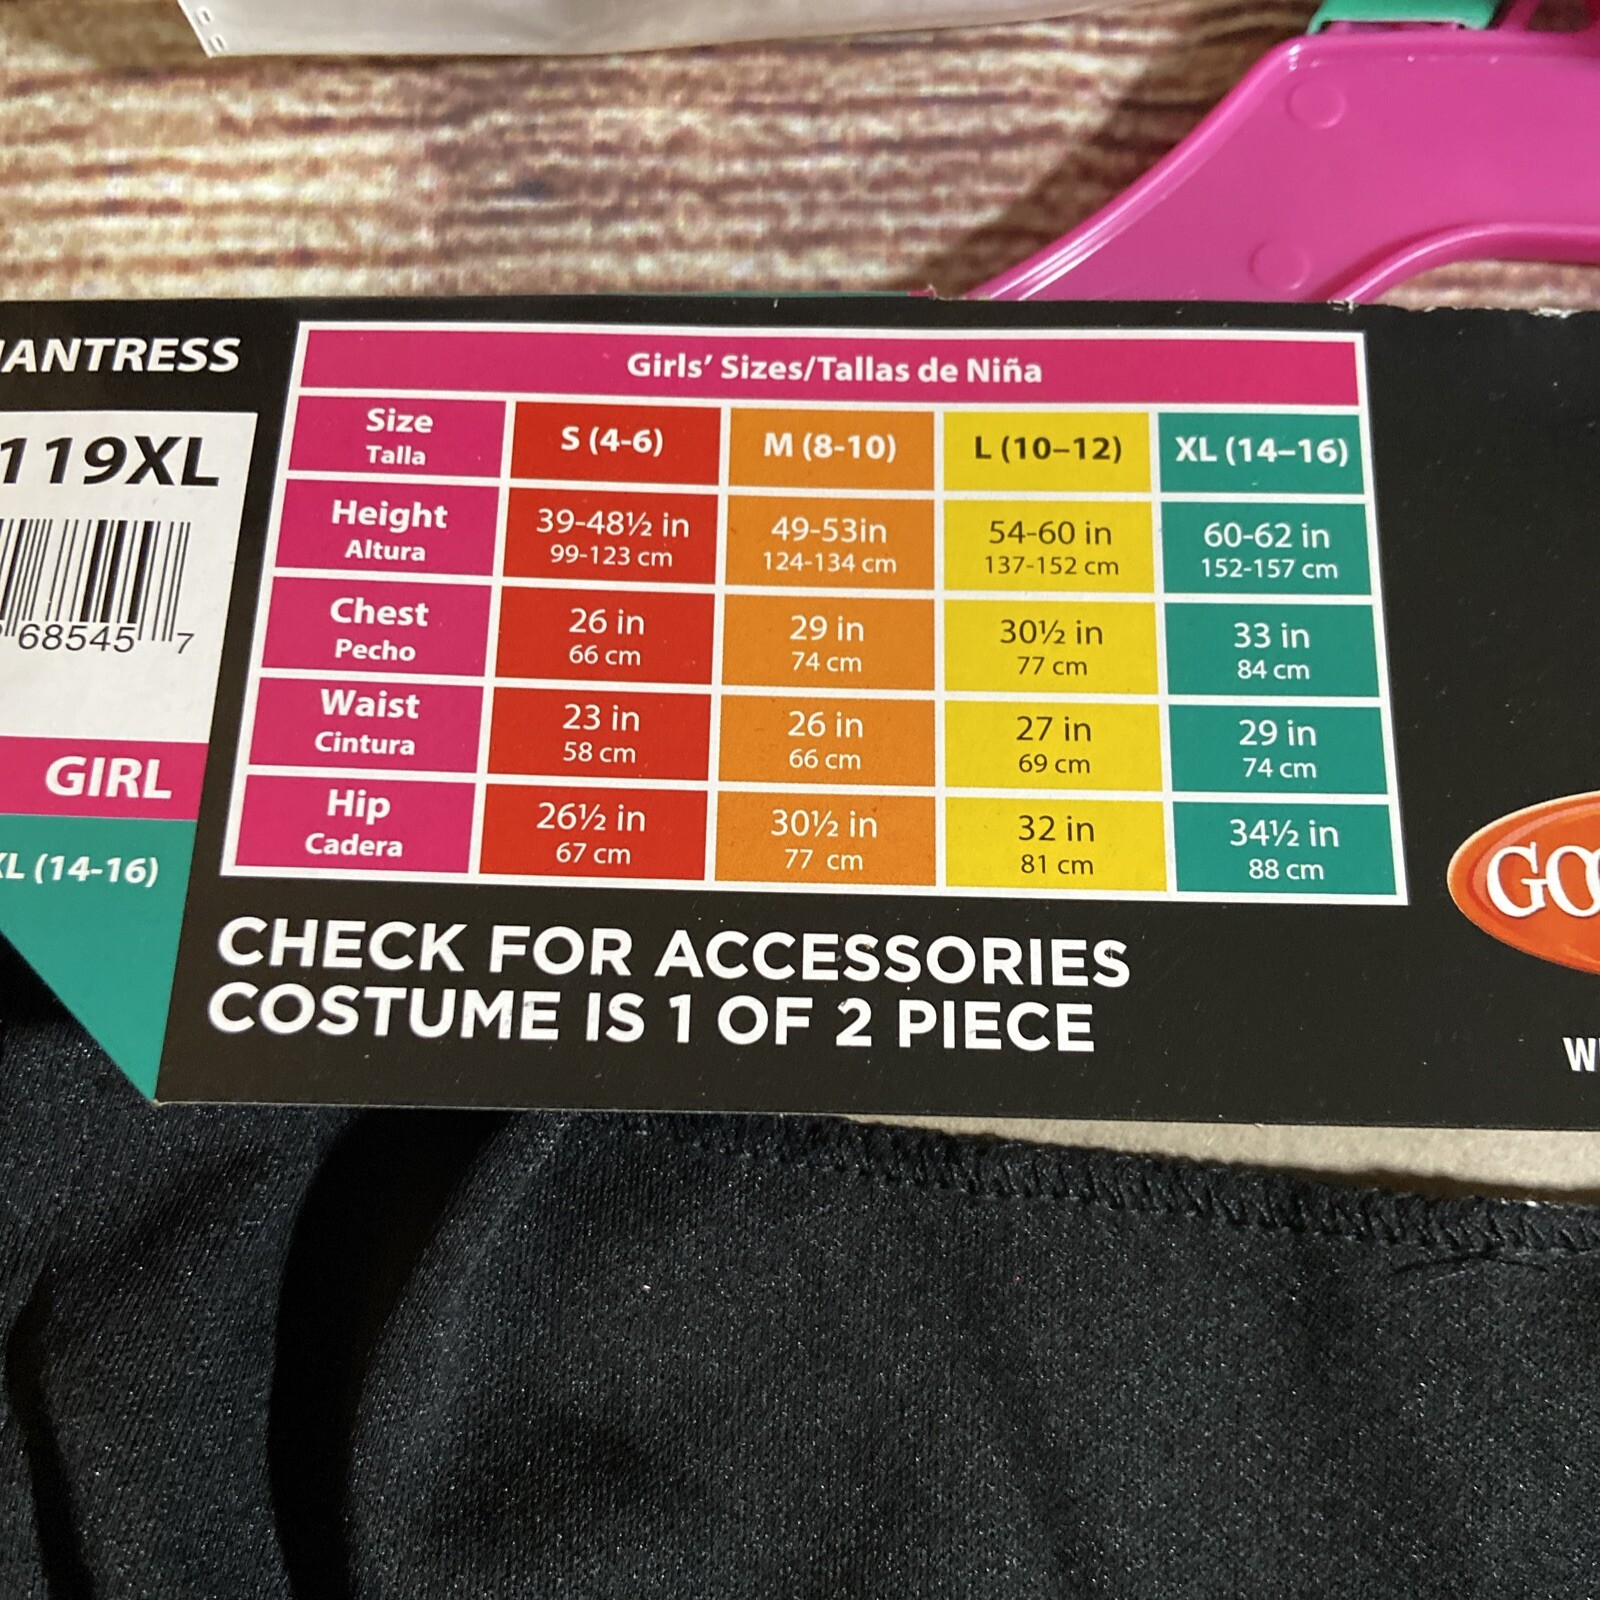 119XL
68545 7
GIRL
(14-16)
Girls' Sizes/Tallas de Niña
Size S (4-6) M (8-10) L (10–12) XL (14–16)
Talla
Height 39-48½ in 49-53in 54-60 in 60-62 in
Altura 99-123 cm 124-134 cm 137-152 cm 152-157 cm
Chest 26 in 29 in 30½ in 33 in
Pecho 66 cm 74 cm 77 cm 84 cm
Waist 23 in 26 in 27 in 29 in
Cintura 58 cm 66 cm 69 cm 74 cm
Hip 26½ in 30½ in 32 in 34½ in
Cadera 67 cm 77 cm 81 cm 88 cm
CHECK FOR ACCESSORIES
COSTUME IS 1 OF 2 PIECE